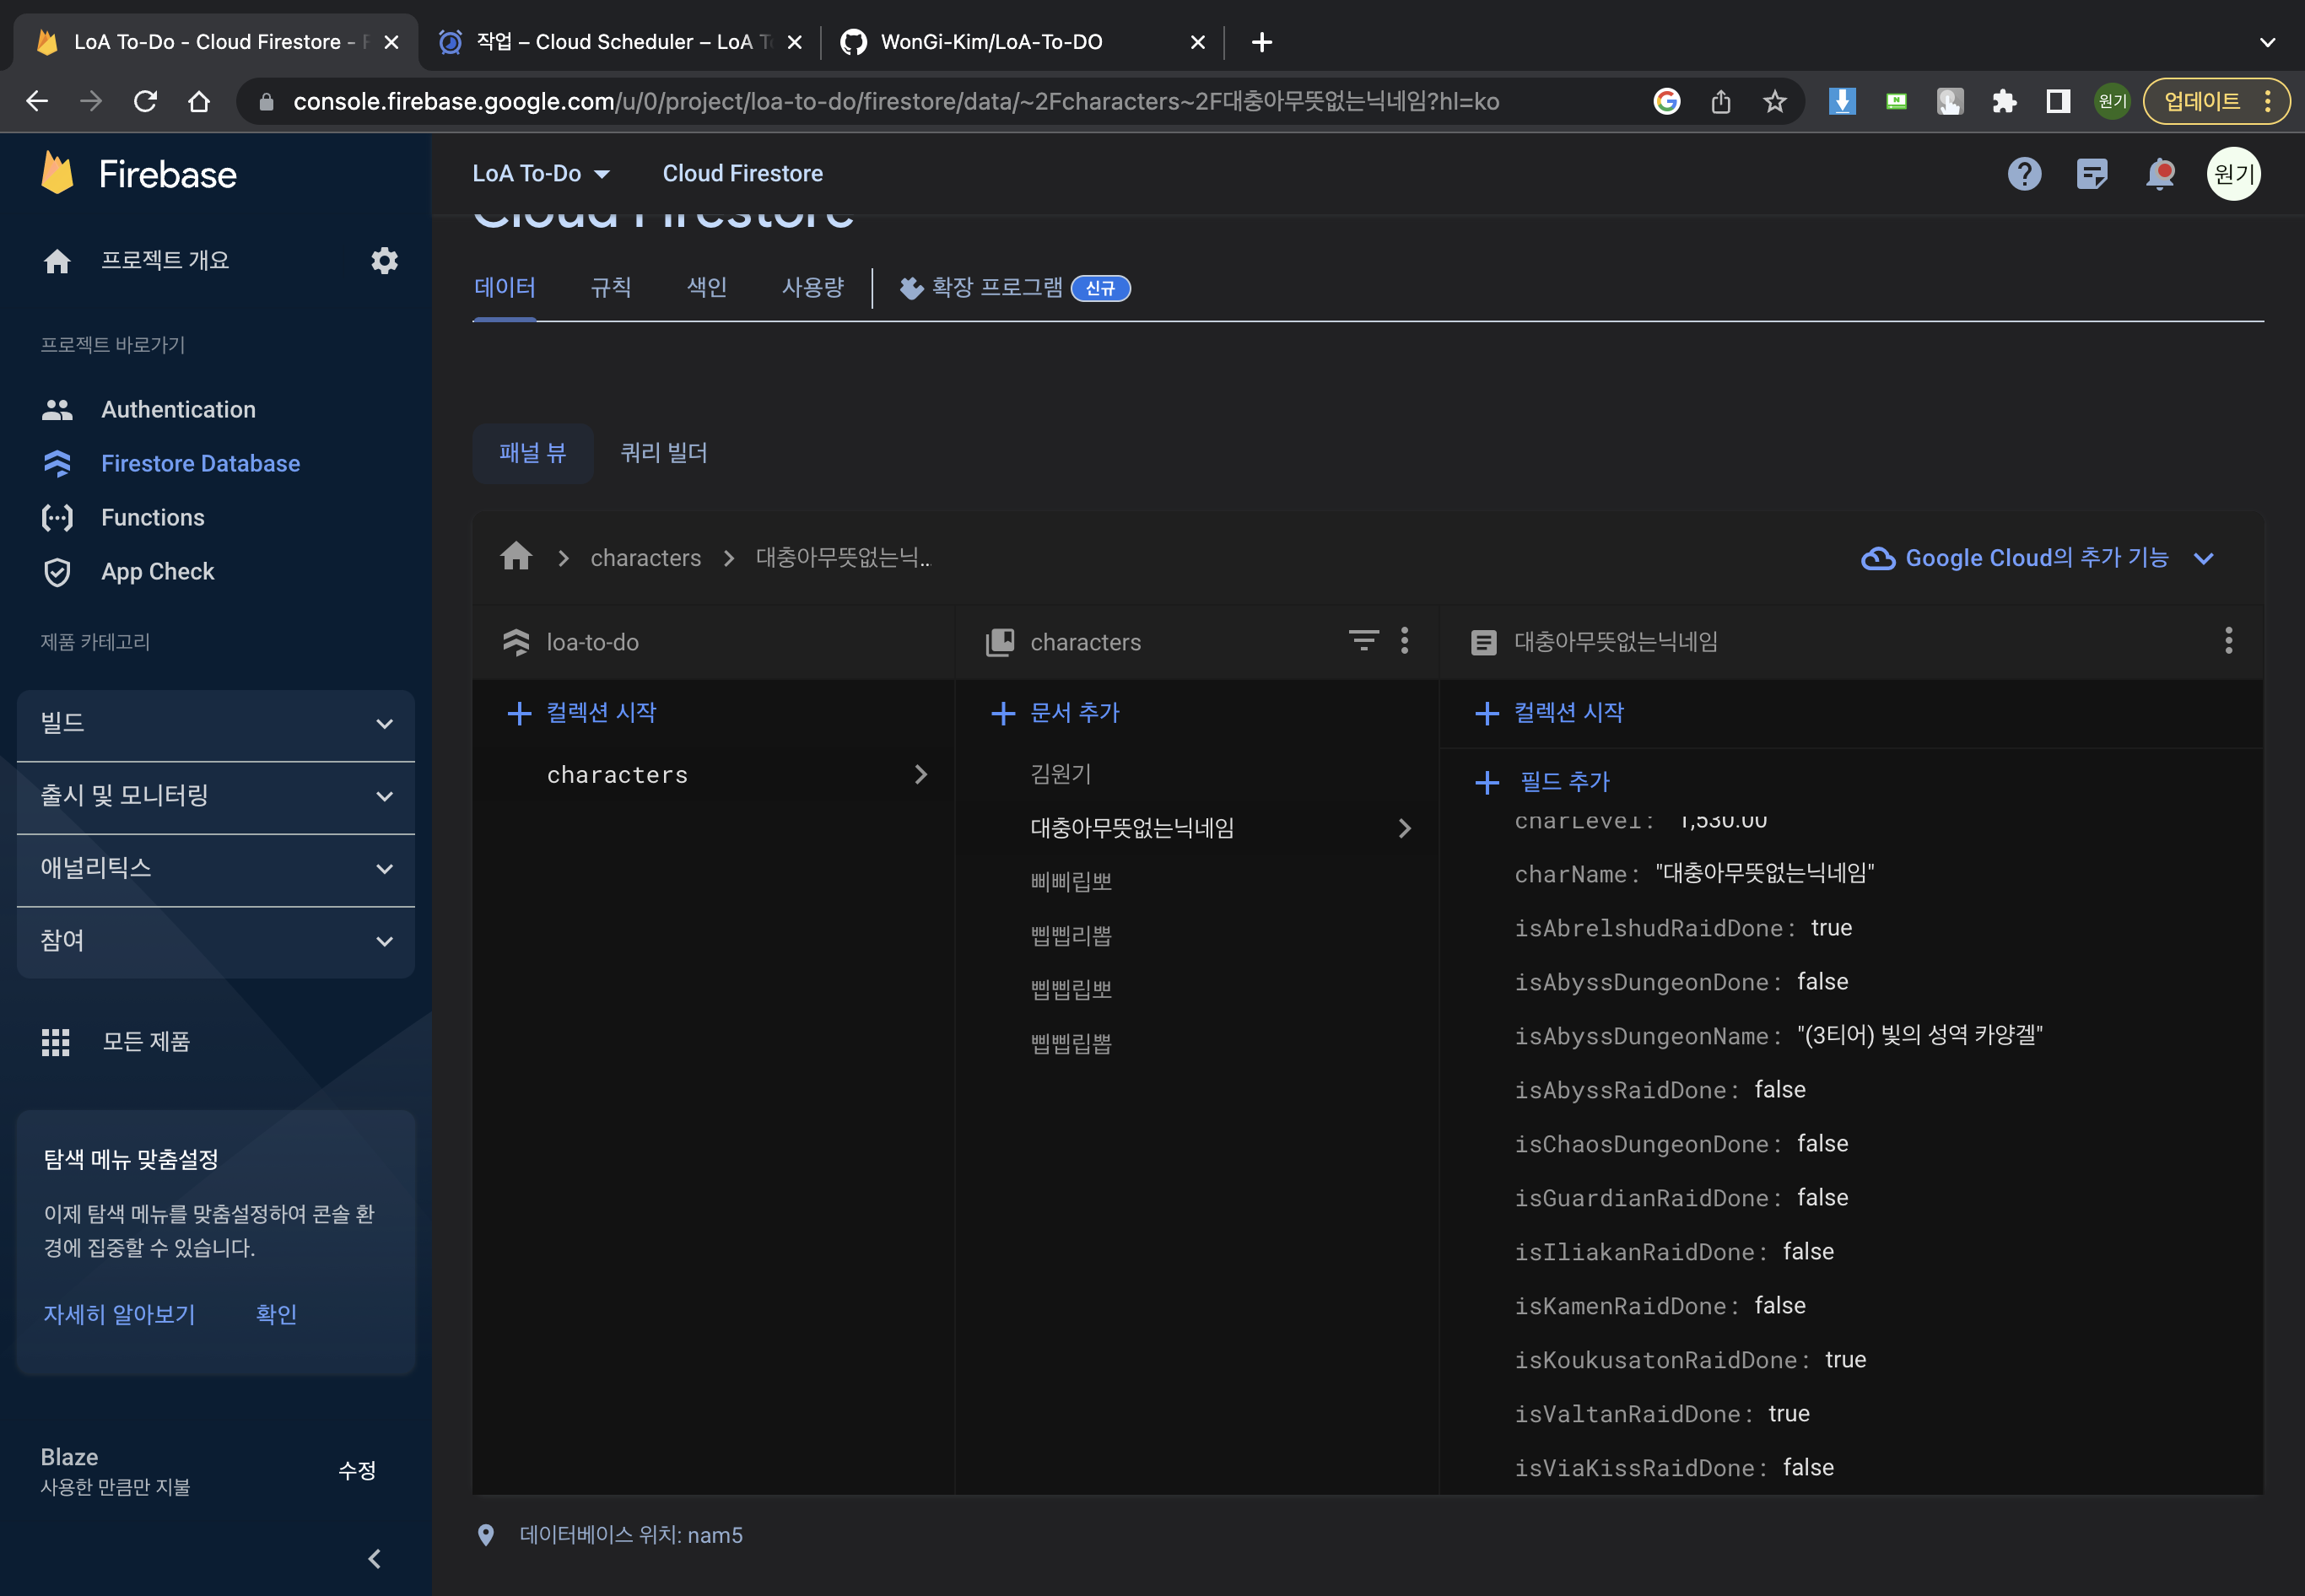 LoA To-Do - Cloud Firestore -
작업 – Cloud Scheduler – LoA T
WonGi-Kim/LoA-To-DO
console.firebase.google.com/u/0/project/loa-to-do/firestore/data/~2Fcharacters~2F대충아무뜻없는닉네임?hl=ko
원기
업데이트
Firebase
LoA To-Do
Cloud Firestore
원기
Cloud Firestore
프로젝트 개요
데이터
규칙
색인
사용량
확장 프로그램
신규
프로젝트 바로가기
Authentication
Firestore Database
Functions
App Check
제품 카테고리
빌드
출시 및 모니터링
애널리틱스
참여
모든 제품
탐색 메뉴 맞춤설정
이제 탐색 메뉴를 맞춤설정하여 콘솔 환
경에 집중할 수 있습니다.
자세히 알아보기
확인
Blaze
사용한 만큼만 지불
수정
패널 뷰
쿼리 빌더
characters
대충아무뜻없는닉...
Google Cloud의 추가 기능
loa-to-do
컬렉션 시작
characters
characters
문서 추가
김원기
대충아무뜻없는닉네임
삐삐립뽀
삡삡리뽑
삡삡립뽀
삡삡립뽑
대충아무뜻없는닉네임
컬렉션 시작
필드 추가
charLevel: 1,530.00
charName: "대충아무뜻없는닉네임"
isAbrelshudRaidDone: true
isAbyssDungeonDone: false
isAbyssDungeonName: "(3티어) 빛의 성역 카양겔"
isAbyssRaidDone: false
isChaosDungeonDone: false
isGuardianRaidDone: false
isIliakanRaidDone: false
isKamenRaidDone: false
isKoukusatonRaidDone: true
isValtanRaidDone: true
isViaKissRaidDone: false
데이터베이스 위치: nam5